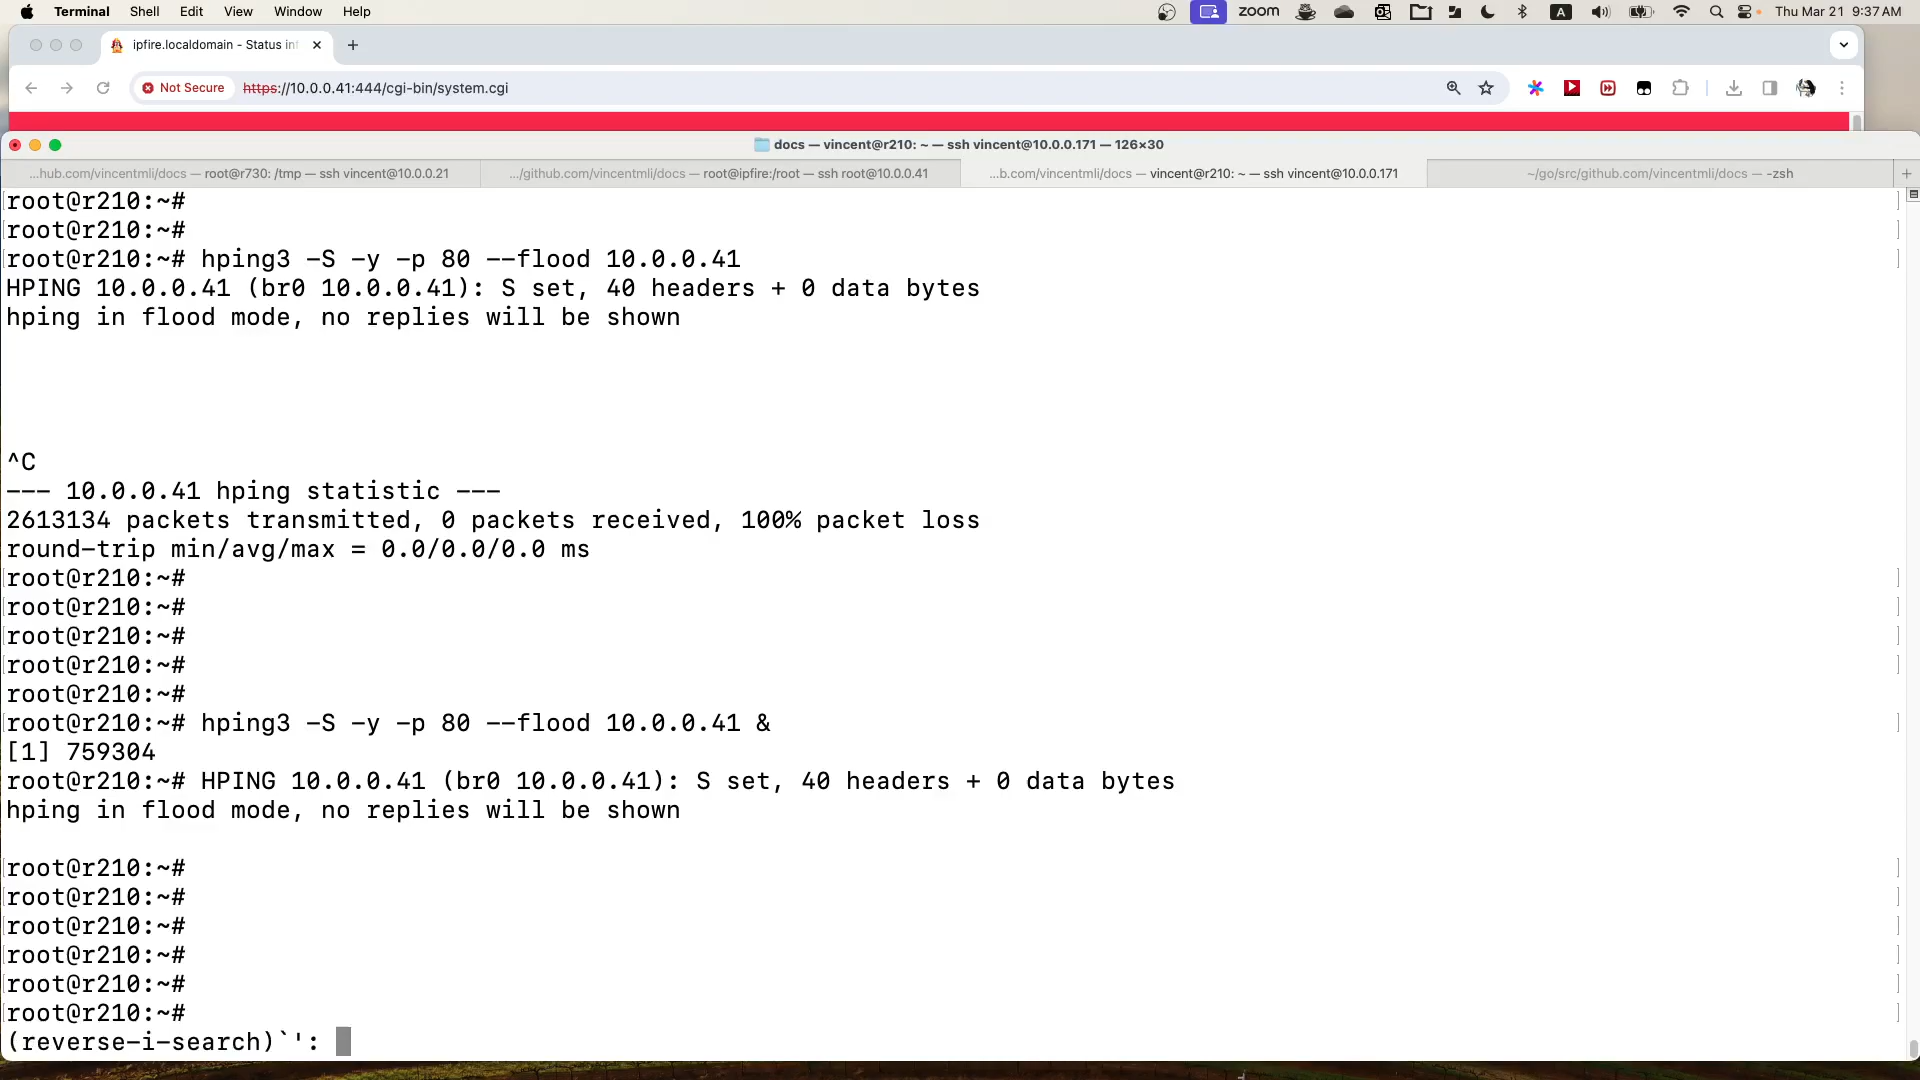 Terminal Shell Edit View Window Help zoom A Thu Mar 21 9:37 AM
ipfire.localdomain - Status inf
Not Secure https://10.0.0.41:444/cgi-bin/system.cgi
docs — vincent@r210: ~ — ssh vincent@10.0.0.171 — 126×30
...hub.com/vincentmli/docs — root@r730: /tmp — ssh vincent@10.0.0.21 .../github.com/vincentmli/docs — root@ipfire:/root — ssh root@10.0.0.41 ...b.com/vincentmli/docs — vincent@r210: ~ — ssh vincent@10.0.0.171 ~/go/src/github.com/vincentmli/docs — -zsh
root@r210:~#
root@r210:~#
root@r210:~# hping3 -S -y -p 80 --flood 10.0.0.41
HPING 10.0.0.41 (br0 10.0.0.41): S set, 40 headers + 0 data bytes
hping in flood mode, no replies will be shown
^C
--- 10.0.0.41 hping statistic ---
2613134 packets transmitted, 0 packets received, 100% packet loss
round-trip min/avg/max = 0.0/0.0/0.0 ms
root@r210:~#
root@r210:~#
root@r210:~#
root@r210:~#
root@r210:~#
root@r210:~# hping3 -S -y -p 80 --flood 10.0.0.41 &
[1] 759304
root@r210:~# HPING 10.0.0.41 (br0 10.0.0.41): S set, 40 headers + 0 data bytes
hping in flood mode, no replies will be shown
root@r210:~#
root@r210:~#
root@r210:~#
root@r210:~#
root@r210:~#
root@r210:~#
(reverse-i-search)`':